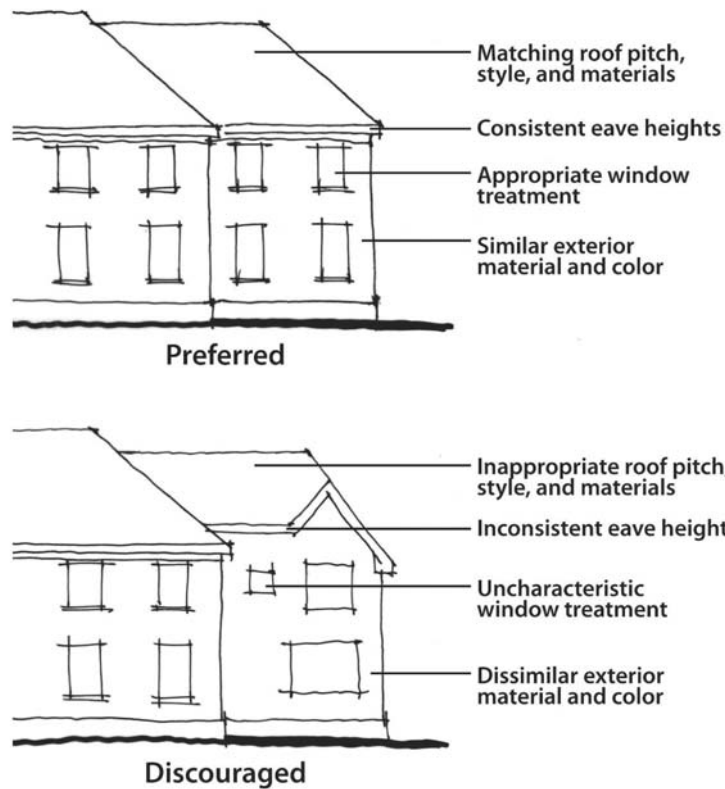 Matching roof pitch,
style, and materials
Consistent eave heights
Appropriate window
treatment
Similar exterior
material and color
Preferred
Inappropriate roof pitch,
style, and materials
Inconsistent eave height
Uncharacteristic
window treatment
Dissimilar exterior
material and color
Discouraged